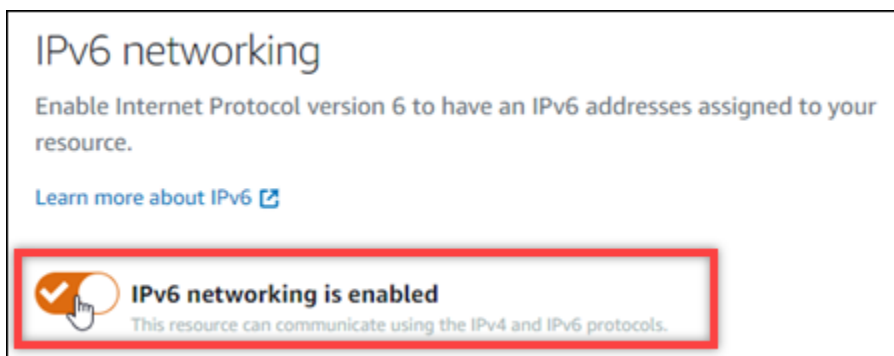 IPv6 networking
Enable Internet Protocol version 6 to have an IPv6 addresses assigned to your
resource.
Learn more about IPv6
IPv6 networking is enabled
This resource can communicate using the IPv4 and IPv6 protocols.